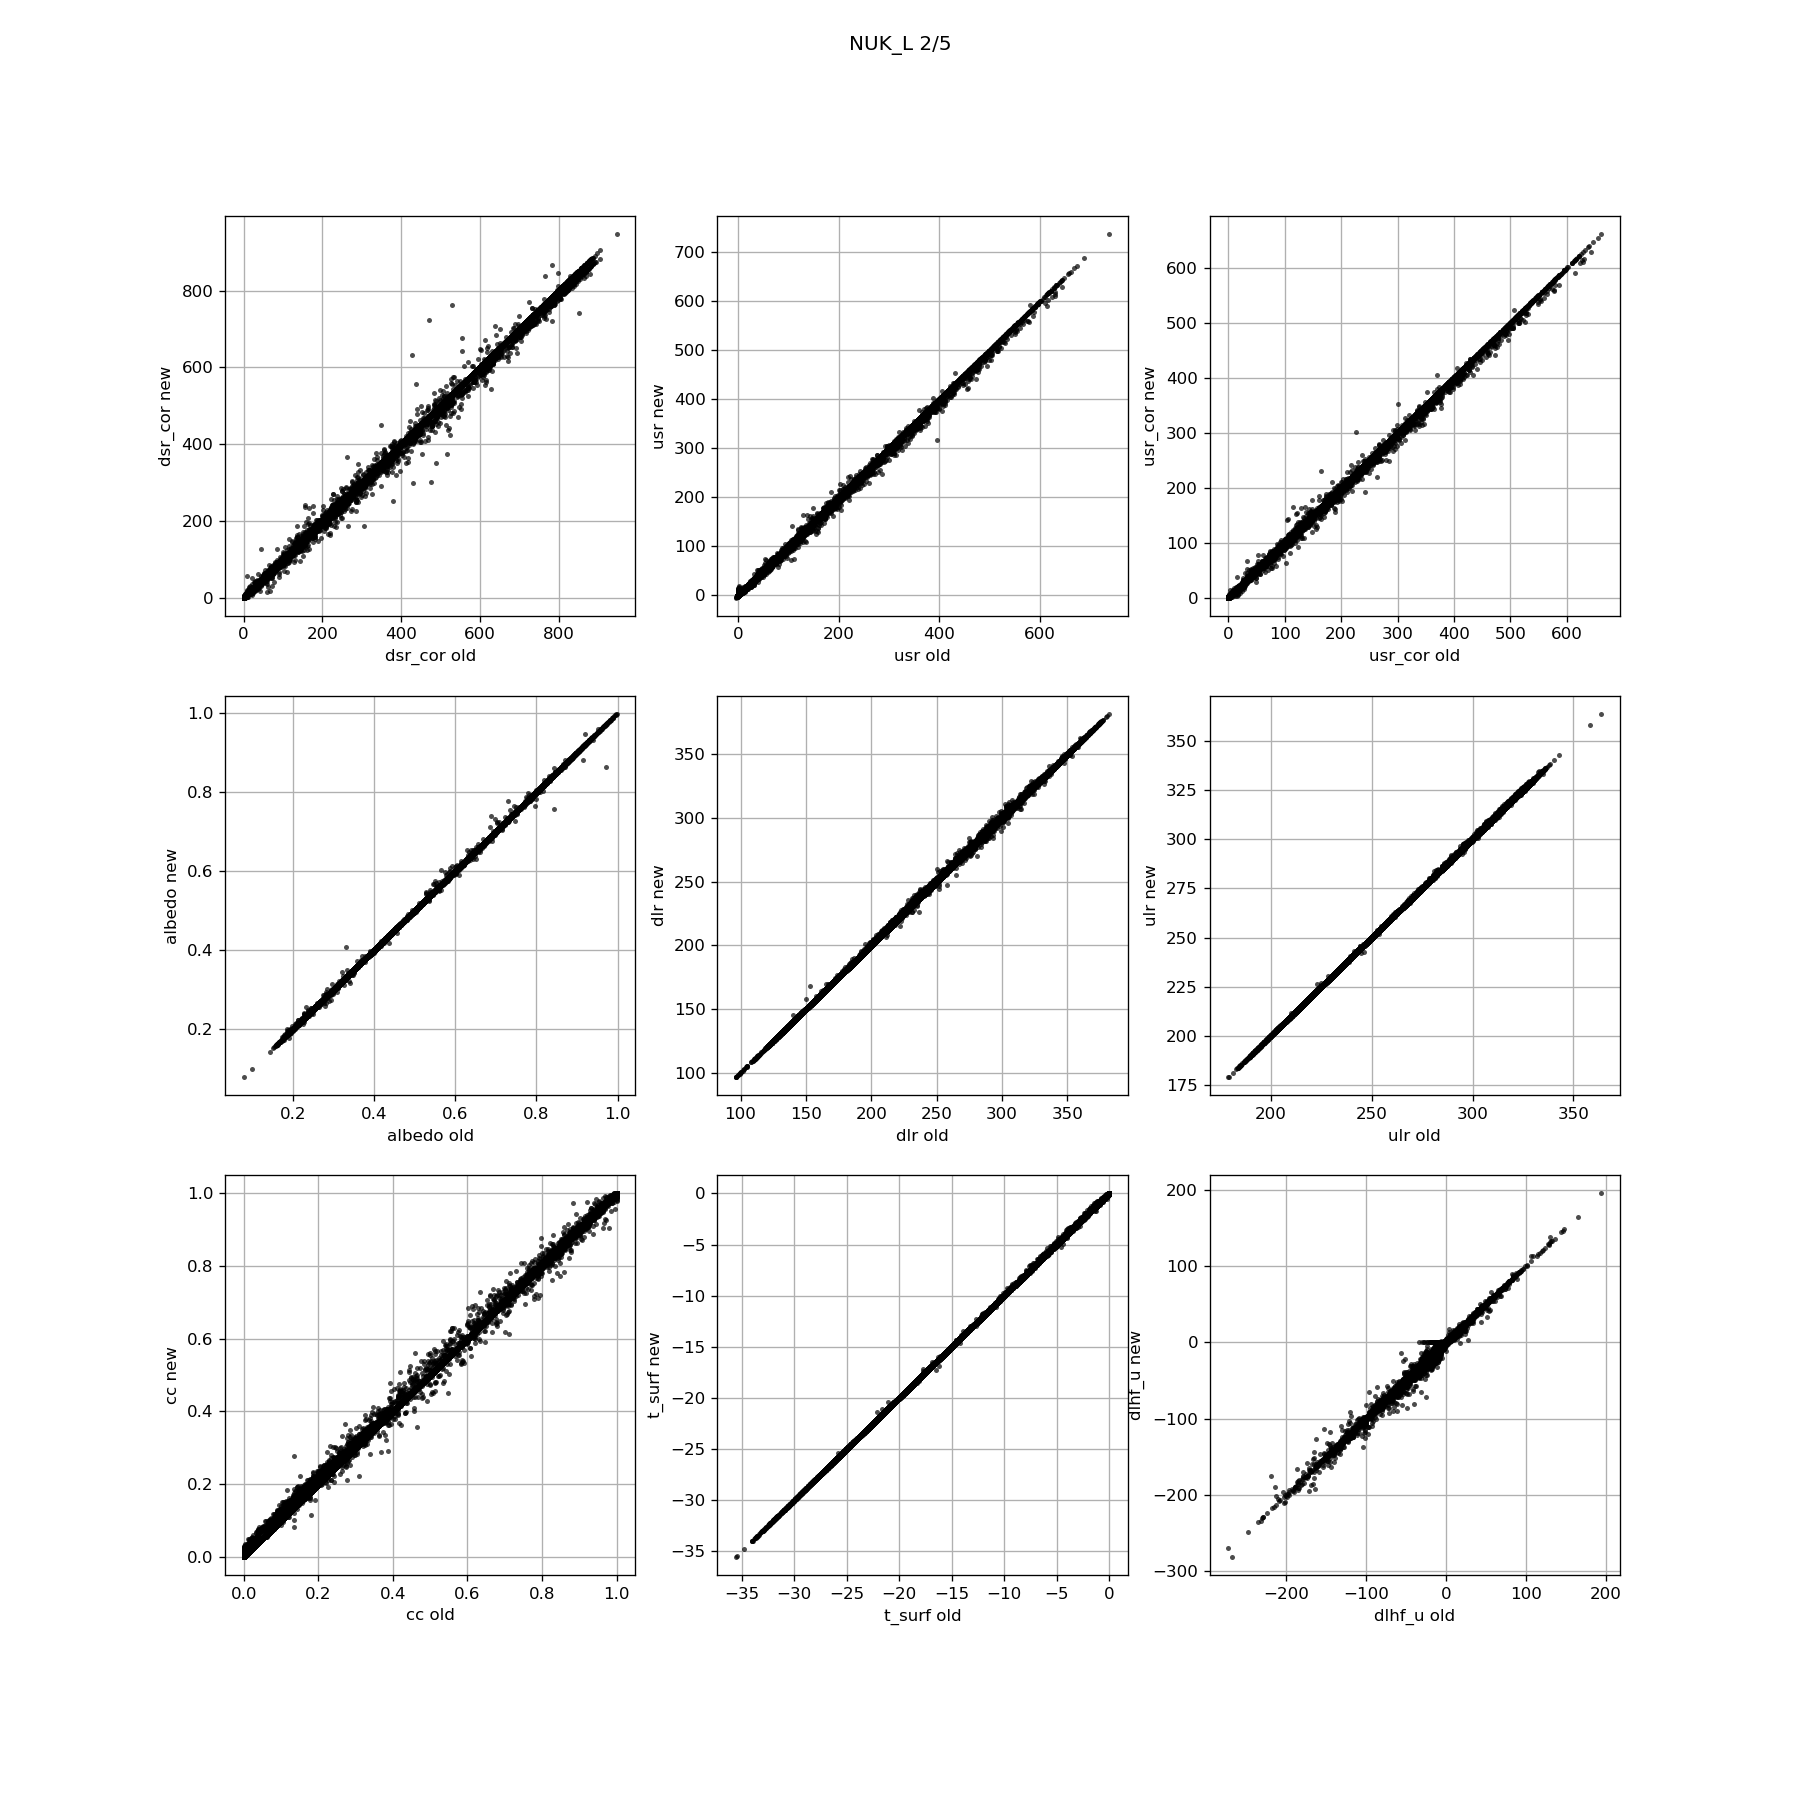 NUK_L 2/5
800
600
400
200
0
dsr_cor new
0 200 400 600 800
dsr_cor old
700
600
500
400
300
200
100
0
usr new
0 200 400 600
usr old
600
500
400
300
200
100
0
usr_cor new
0 100 200 300 400 500 600
usr_cor old
1.0
0.8
0.6
0.4
0.2
albedo new
0.2 0.4 0.6 0.8 1.0
albedo old
350
300
250
200
150
100
dlr new
100 150 200 250 300 350
dlr old
350
325
300
275
250
225
200
175
ulr new
200 250 300 350
ulr old
1.0
0.8
0.6
0.4
0.2
0.0
cc new
0.0 0.2 0.4 0.6 0.8 1.0
cc old
0
−5
−10
−15
−20
−25
−30
−35
t_surf new
−35 −30 −25 −20 −15 −10 −5 0
t_surf old
200
100
0
−100
−200
−300
dlhf_u new
−200 −100 0 100 200
dlhf_u old